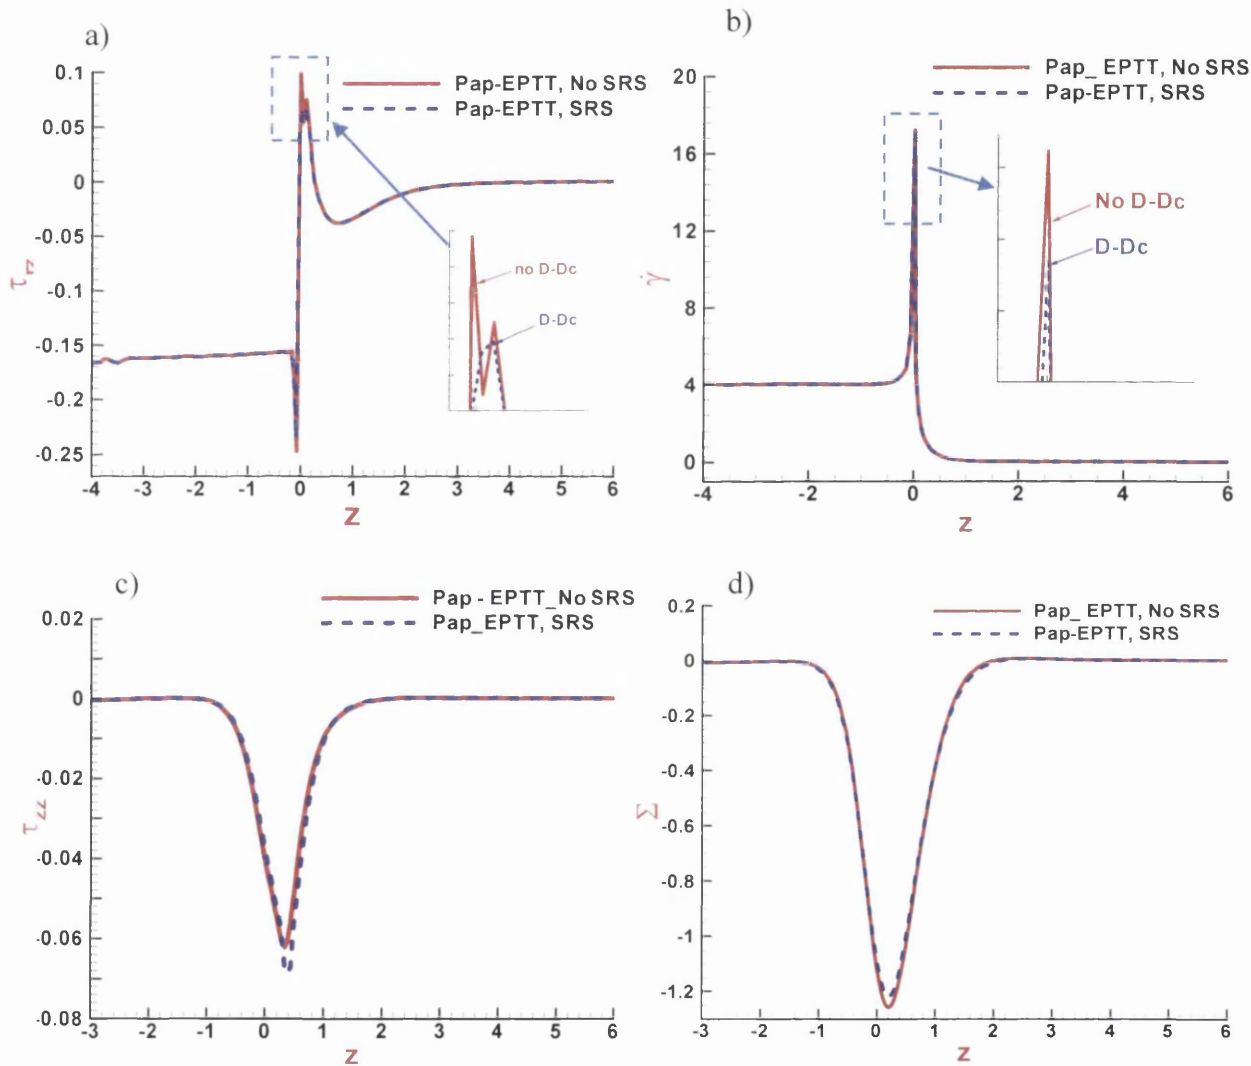 a)
Pap-EPTT, No SRS
Pap-EPTT, SRS
0.1
0.05
0
-0.05
-0.1
-0.15
-0.2
-0.25
τrz
no D-Dc
D-Dc
-4 -3 -2 -1 0 1 2 3 4 5 6
z
b)
Pap_ EPTT, No SRS
Pap-EPTT, SRS
20
16
12
8
4
0
γ̇
No D-Dc
D-Dc
-4 -2 0 2 4 6
z
c)
Pap - EPTT_No SRS
Pap_EPTT, SRS
0.02
0
-0.02
-0.04
-0.06
-0.08
τzz
-3 -2 -1 0 1 2 3 4 5 6
z
d)
Pap_ EPTT, No SRS
Pap-EPTT, SRS
0.2
0
-0.2
-0.4
-0.6
-0.8
-1
-1.2
Σ
-3 -2 -1 0 1 2 3 4 5 6
z